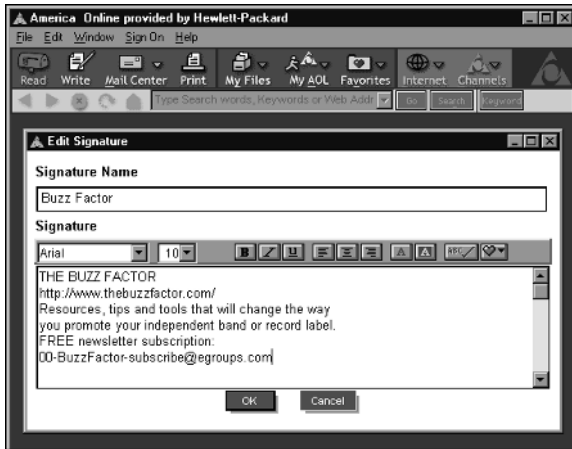 America Online provided by Hewlett-Packard
File Edit Window Sign On Help
Read Write Mail Center Print My Files My AOL Favorites Internet Channels
Type Search words, Keywords or Web Addr Go Search Keyword
Edit Signature
Signature Name
Buzz Factor
Signature
Arial 10 B I U A A ABC
THE BUZZ FACTOR
http://www.thebuzzfactor.com/
Resources, tips and tools that will change the way
you promote your independent band or record label.
FREE newsletter subscription:
00-BuzzFactor-subscribe@egroups.com
OK Cancel